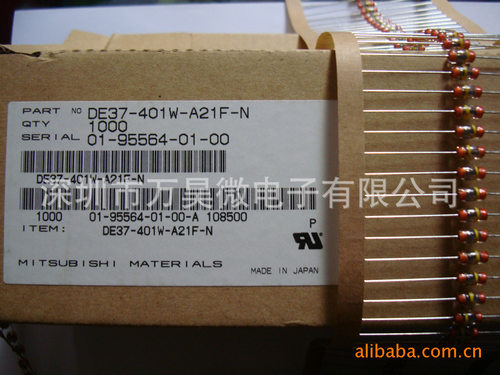 PART NO DE37-401W-A21F-N
QTY 1000
SERIAL 01-95564-01-00
DE37-401W-A21F-N
深圳市万昊微电子有限公司
1000 01-95564-01-00-A 108500
ITEM: DE37-401W-A21F-N
P
MITSUBISHI MATERIALS
MADE IN JAPAN
alibaba.com.cn